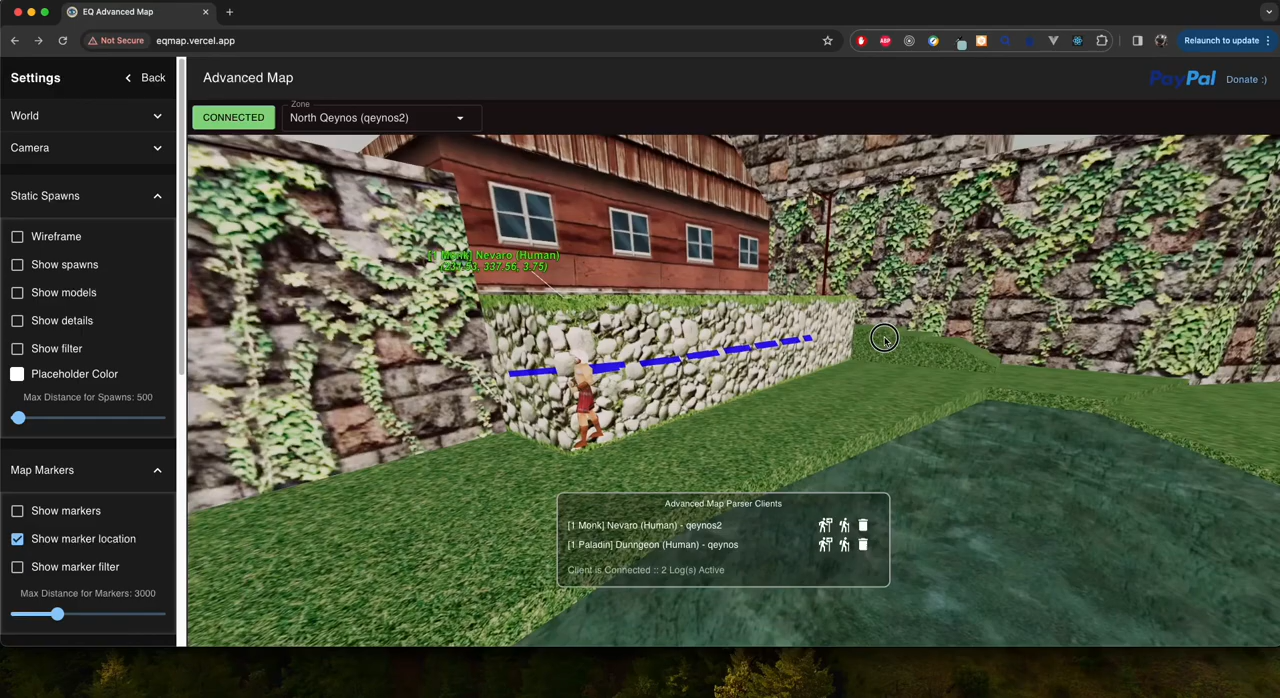 EQ Advanced Map
Not Secure
eqmap.vercel.app
ABP
Relaunch to update
Settings
Back
Advanced Map
PayPal
Donate :)
World
CONNECTED
Zone
North Qeynos (qeynos2)
Camera
Static Spawns
Wireframe
Show spawns
Show models
Show details
Show filter
Placeholder Color
Max Distance for Spawns: 500
Map Markers
Show markers
Show marker location
Show marker filter
Max Distance for Markers: 3000
[1 Monk] Nevaro (Human)
Advanced Map Parser Clients
[1 Monk] Nevaro (Human) - qeynos2
[1 Paladin] Dunngeon (Human) - qeynos
Client is Connected :: 2 Log(s) Active